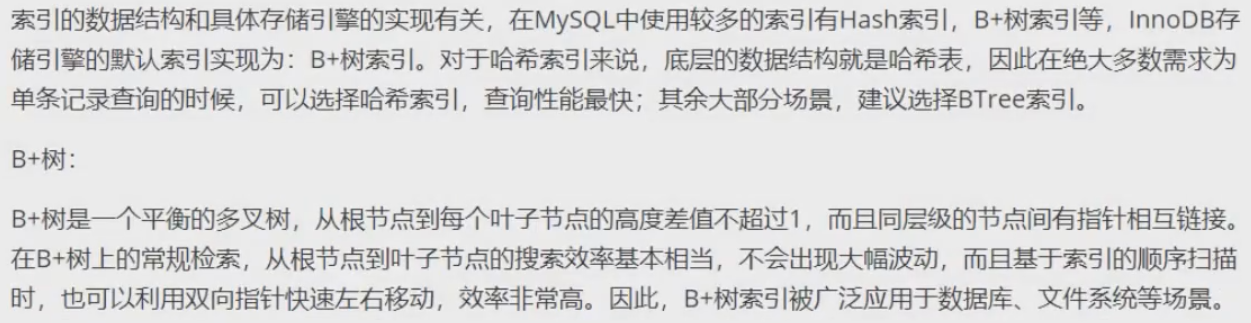 索引的数据结构和具体存储引擎的实现有关，在MySQL中使用较多的索引有Hash索引，B+树索引等，InnoDB存
储引擎的默认索引实现为：B+树索引。对于哈希索引来说，底层的数据结构就是哈希表，因此在绝大多数需求为
单条记录查询的时候，可以选择哈希索引，查询性能最快；其余大部分场景，建议选择BTree索引。
B+树：
B+树是一个平衡的多叉树，从根节点到每个叶子节点的高度差值不超过1，而且同层级的节点间有指针相互链接。
在B+树上的常规检索，从根节点到叶子节点的搜索效率基本相当，不会出现大幅波动，而且基于索引的顺序扫描
时，也可以利用双向指针快速左右移动，效率非常高。因此，B+树索引被广泛应用于数据库、文件系统等场景。